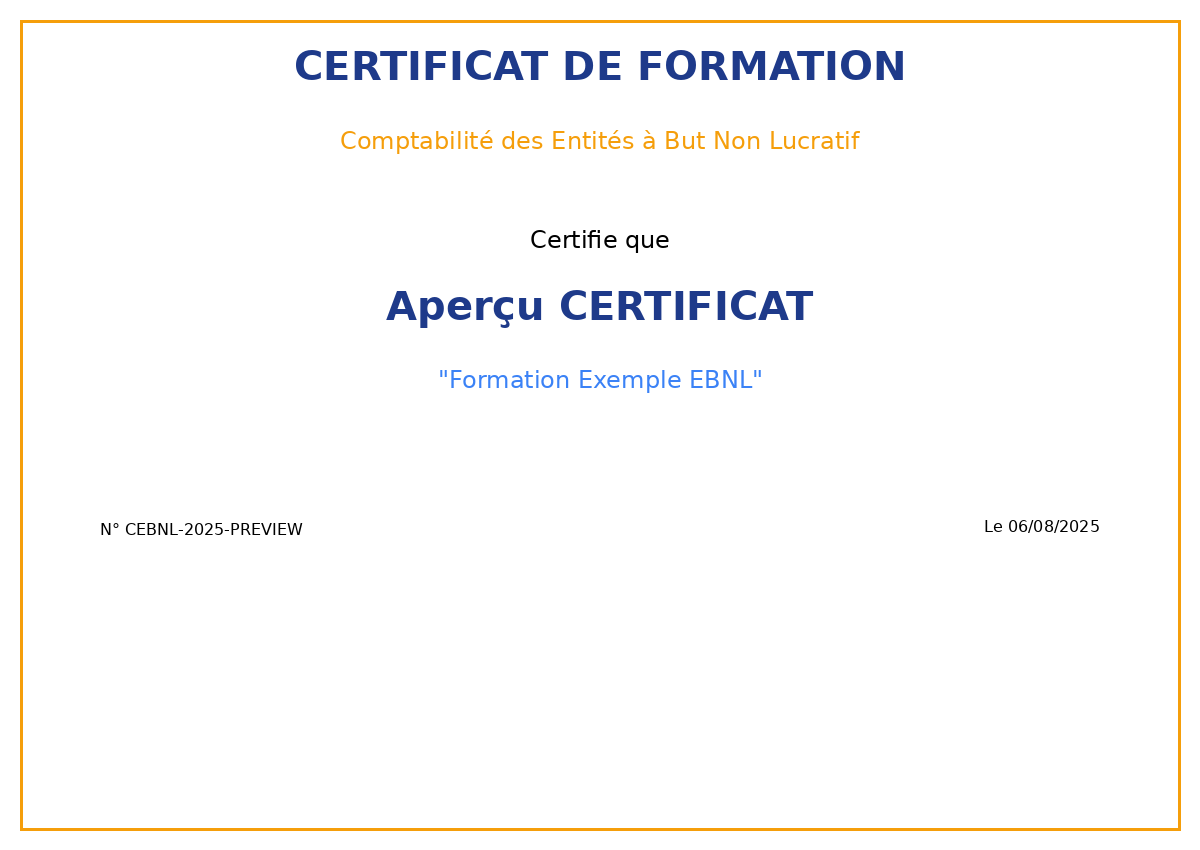 CERTIFICAT DE FORMATION
Comptabilité des Entités à But Non Lucratif
Certifie que
Aperçu CERTIFICAT
"Formation Exemple EBNL"
N° CEBNL-2025-PREVIEW
Le 06/08/2025